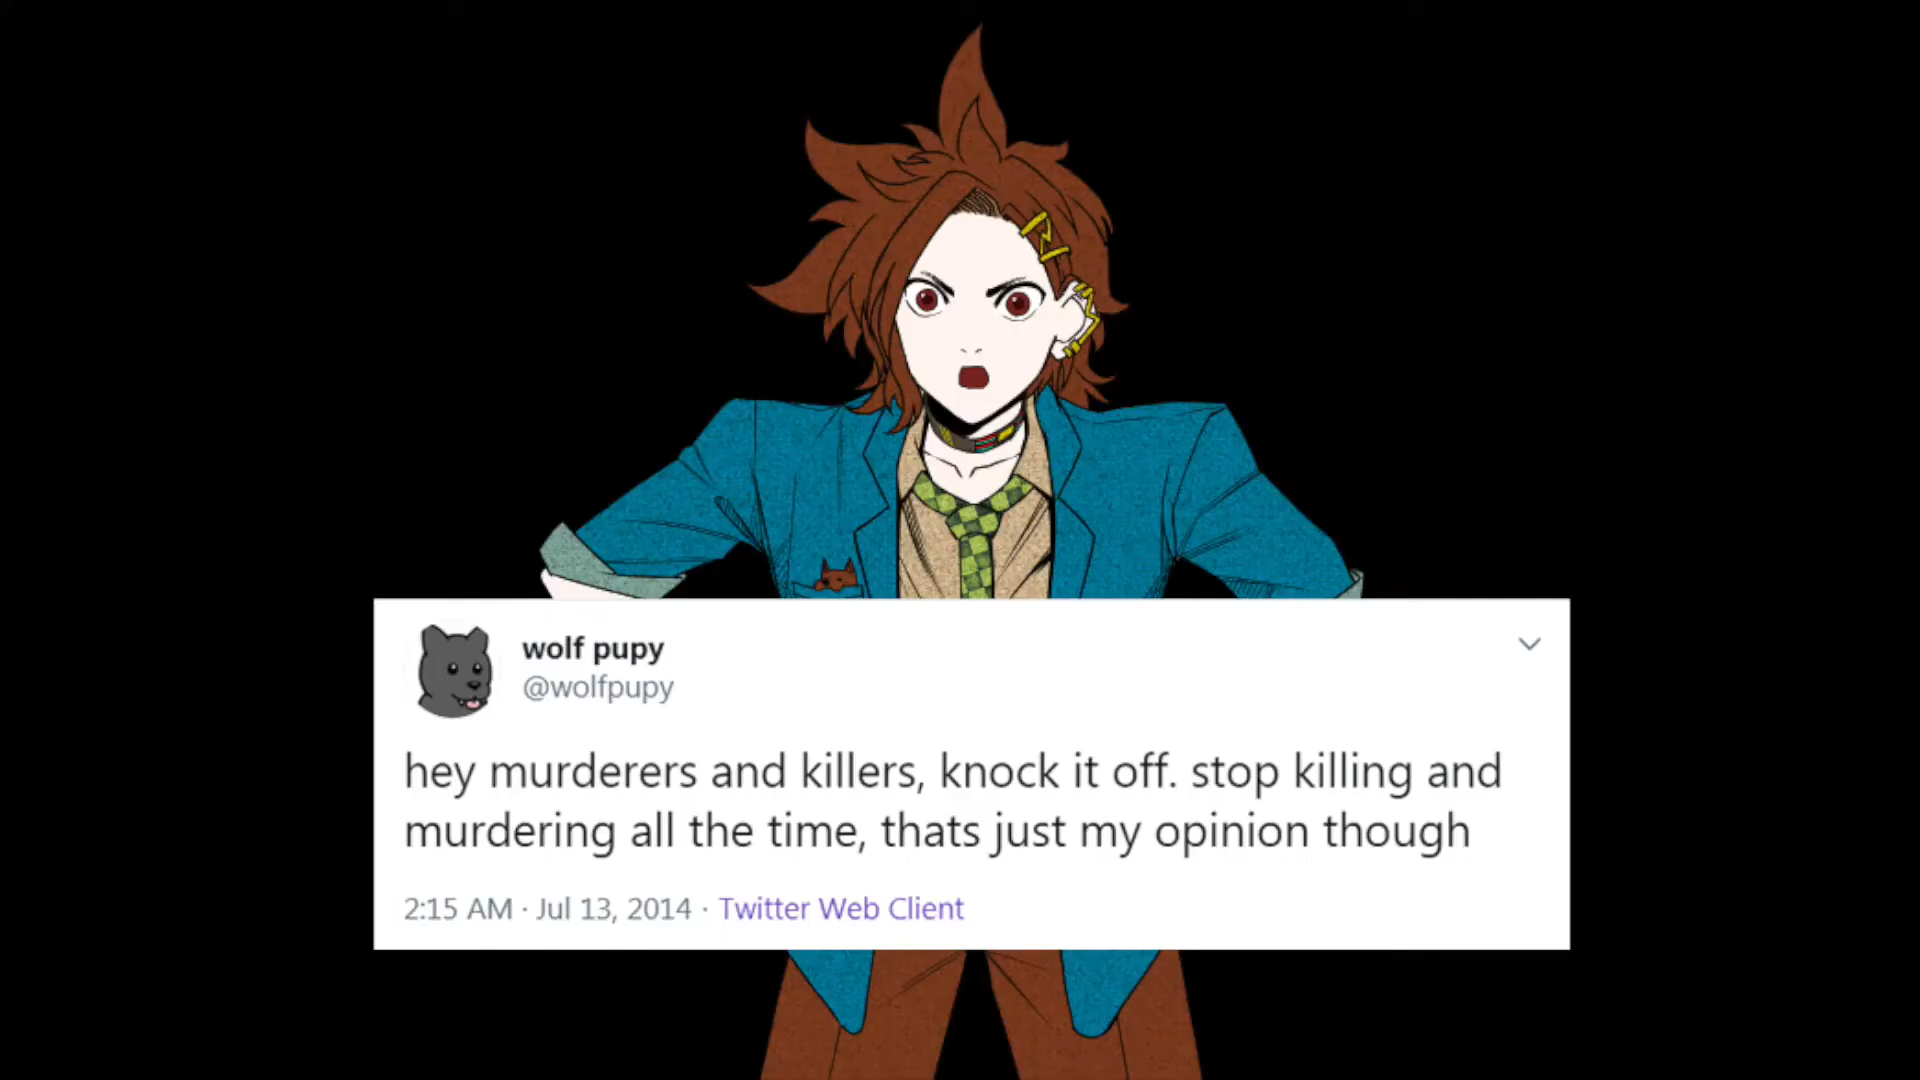 wolf pupy
@wolfpupy
hey murderers and killers, knock it off. stop killing and
murdering all the time, thats just my opinion though
2:15 AM · Jul 13, 2014 · Twitter Web Client